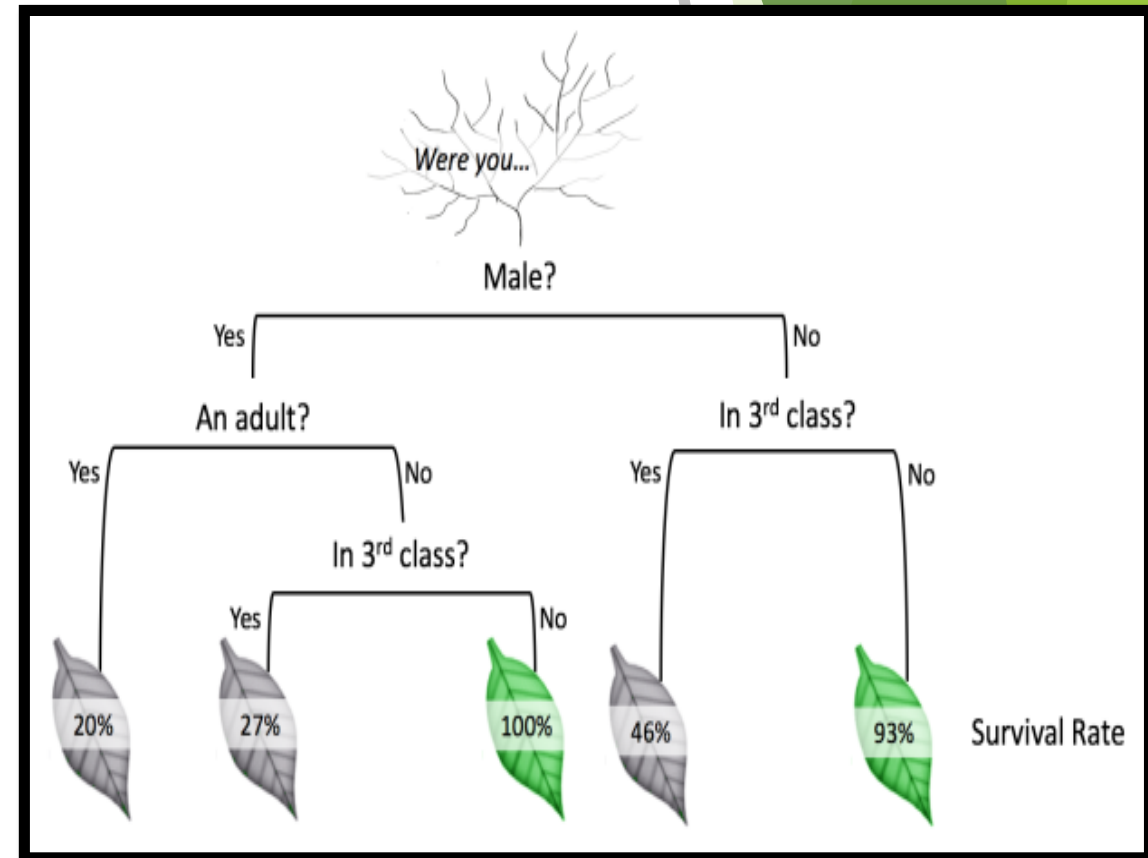 Were you...
Male?
Yes
No
An adult?
In 3rd class?
Yes
No
Yes
No
In 3rd class?
Yes
No
20%
27%
100%
46%
93%
Survival Rate